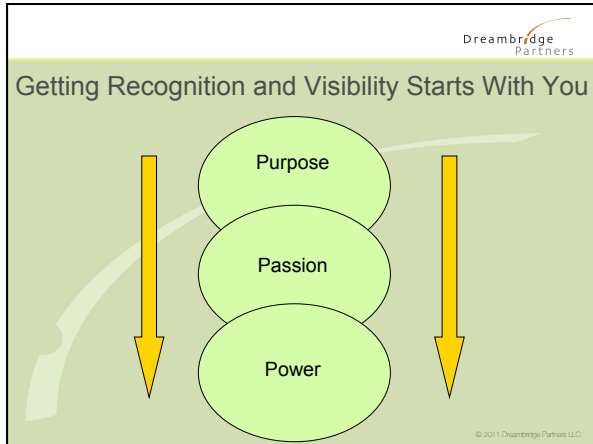 Dreambridge
Partners
Getting Recognition and Visibility Starts With You
Purpose
Passion
Power
© 2011 Dreambridge Partners LLC